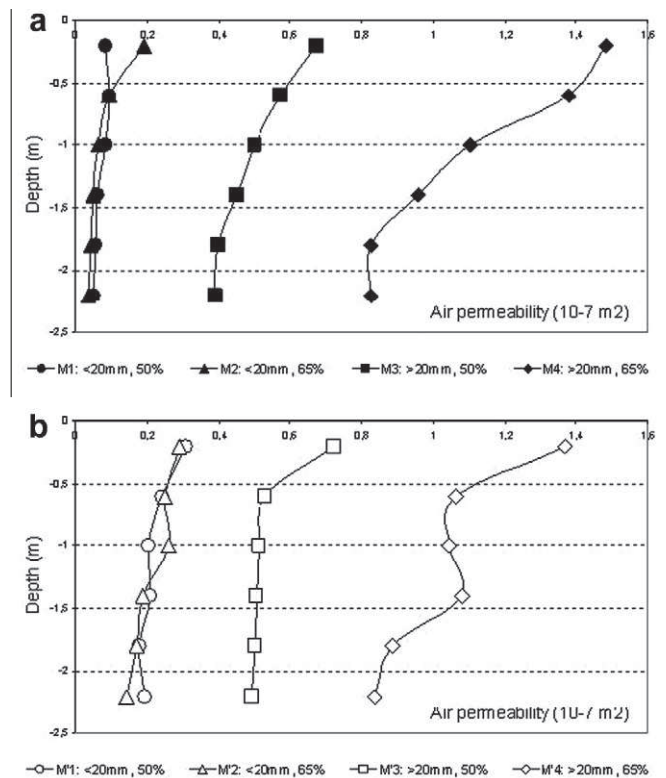 a
0 0,2 0,4 0,6 0,8 1 1,2 1,4 1,6
0
-0,5
-1
-1,5
-2
-2,5
Depth (m)
Air permeability (10-7 m2)
M1: <20mm, 50% M2: <20mm, 65% M3: >20mm, 50% M4: >20mm, 65%
b
0 0,2 0,4 0,6 0,8 1 1,2 1,4 1,6
0
-0,5
-1
-1,5
-2
-2,5
Depth (m)
Air permeability (10-7 m2)
M'1: <20mm, 50% M'2: <20mm, 65% M'3: >20mm, 50% M'4: >20mm, 65%